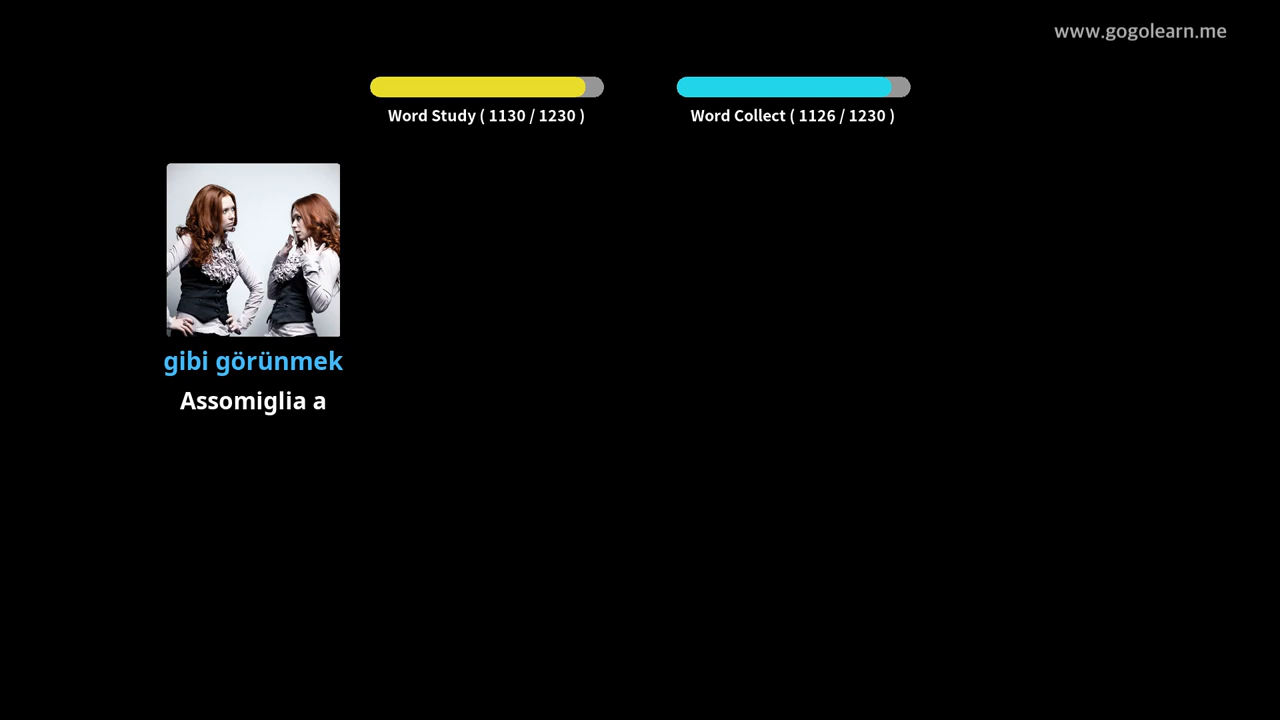 www.gogolearn.me
Word Study ( 1130 / 1230 )
Word Collect ( 1126 / 1230 )
gibi görünmek
Assomiglia a